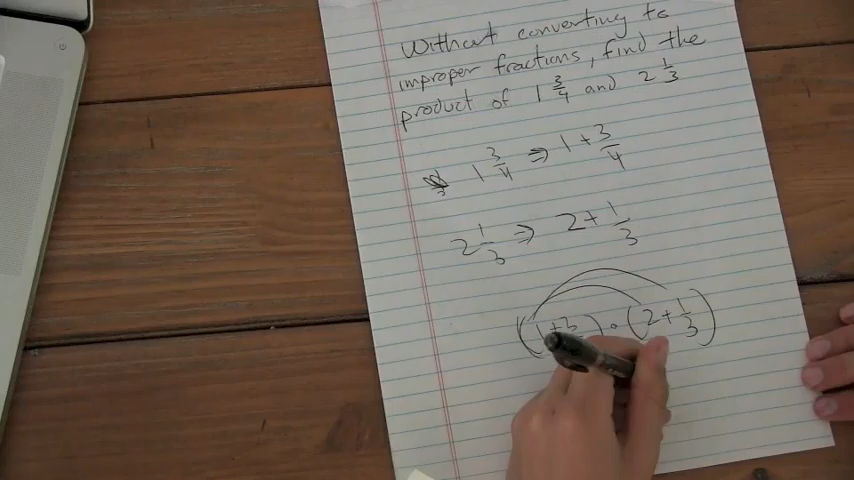 Without converting to
improper fractions, find the
product of 1 3/4 and 2 1/3
1 3/4 ⇒ 1 + 3/4
2 1/3 ⇒ 2 + 1/3
(1 + 3 ) • (2 + 1/3)